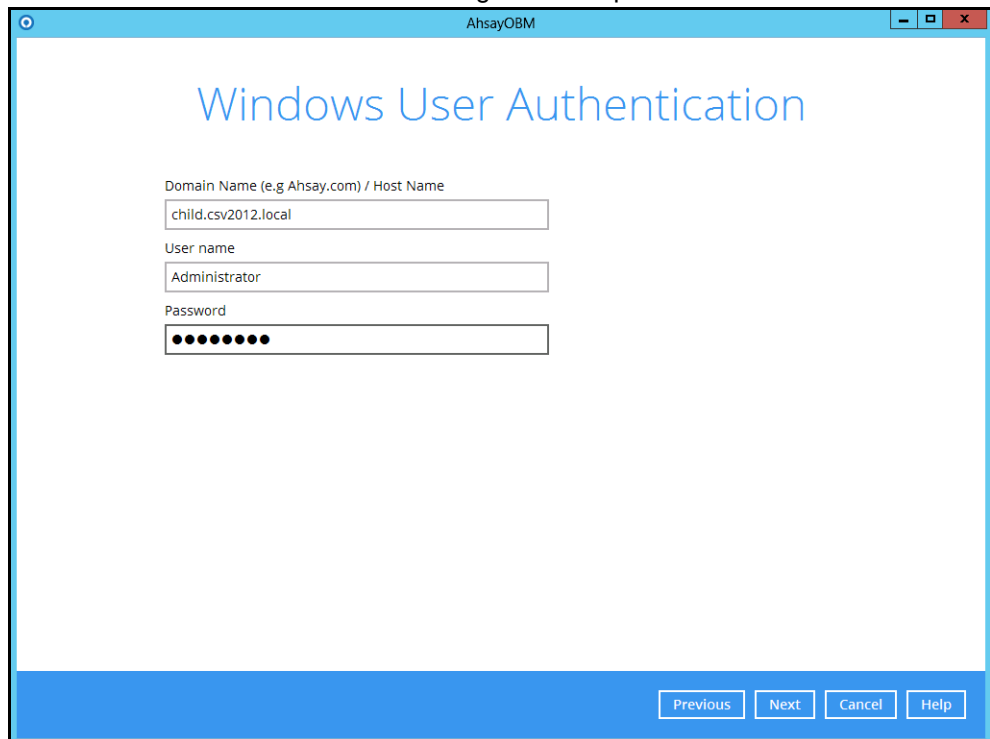 AhsayOBM
Windows User Authentication
Domain Name (e.g Ahsay.com) / Host Name
child.csv2012.local
User name
Administrator
Password
●●●●●●●●
Previous Next Cancel Help